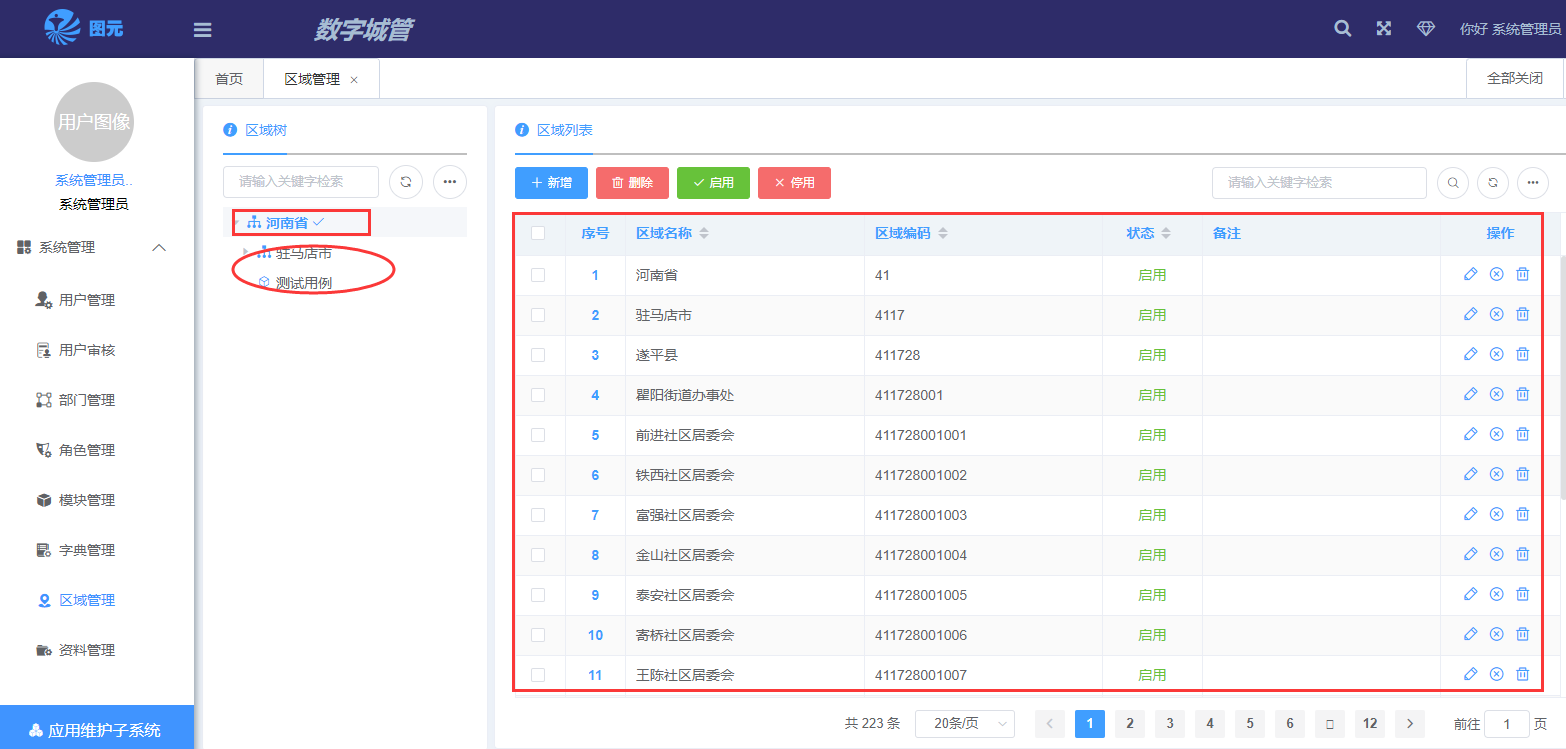 图元
数字城管
你好 系统管理员
首页
区域管理
全部关闭
用户图像
系统管理员..
系统管理员
系统管理
用户管理
用户审核
部门管理
角色管理
模块管理
字典管理
区域管理
资料管理
应用维护子系统
区域树
请输入关键字检索
河南省
驻马店市
测试用例
区域列表
新增 删除 启用 停用
请输入关键字检索
序号 区域名称 区域编码 状态 备注 操作
1 河南省 41 启用
2 驻马店市 4117 启用
3 遂平县 411728 启用
4 瞿阳街道办事处 411728001 启用
5 前进社区居委会 411728001001 启用
6 铁西社区居委会 411728001002 启用
7 富强社区居委会 411728001003 启用
8 金山社区居委会 411728001004 启用
9 泰安社区居委会 411728001005 启用
10 寄桥社区居委会 411728001006 启用
11 王陈社区居委会 411728001007 启用
共 223 条 20条/页 1 2 3 4 5 6 12 前往 1 页